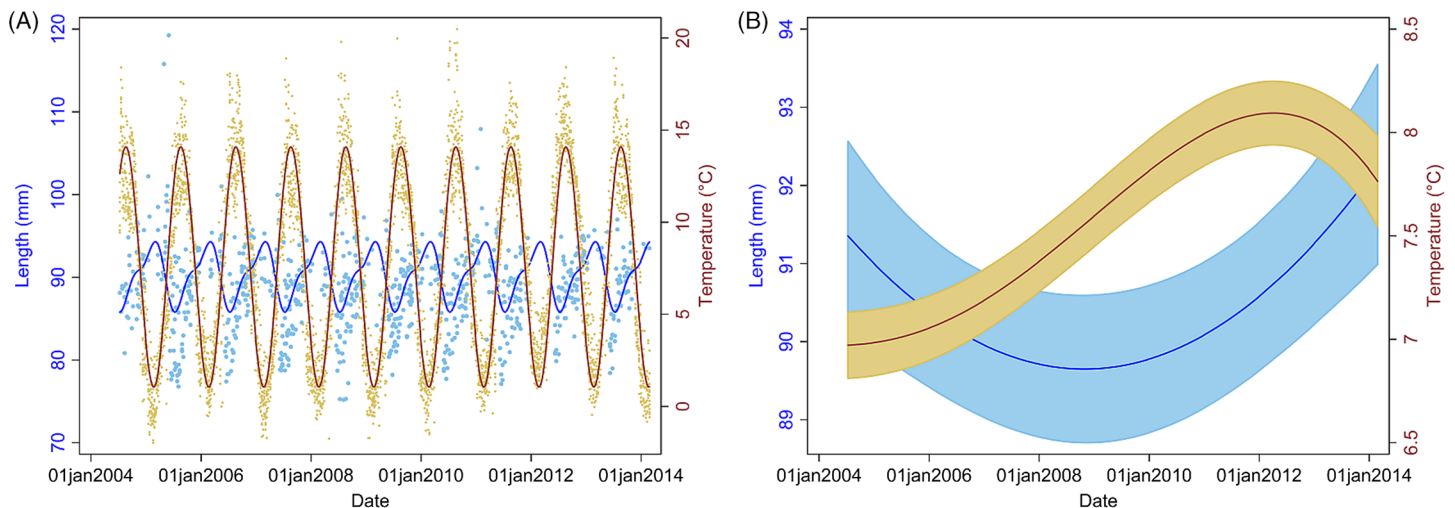 (A)
120
110
100
90
80
70
Length (mm)
20
15
10
5
0
Temperature (°C)
01jan2004 01jan2006 01jan2008 01jan2010 01jan2012 01jan2014
Date
(B)
94
93
92
91
90
89
Length (mm)
8.5
8
7.5
7
6.5
Temperature (°C)
01jan2004 01jan2006 01jan2008 01jan2010 01jan2012 01jan2014
Date